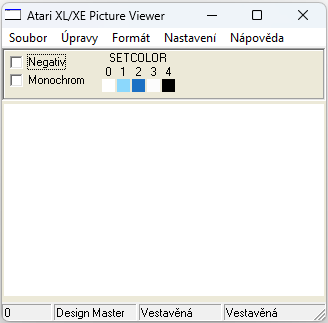 Atari XL/XE Picture Viewer
Soubor Úpravy Formát Nastavení Nápověda
Negativ
Monochrom
SETCOLOR
0 1 2 3 4
0 Design Master Vestavěná Vestavěná